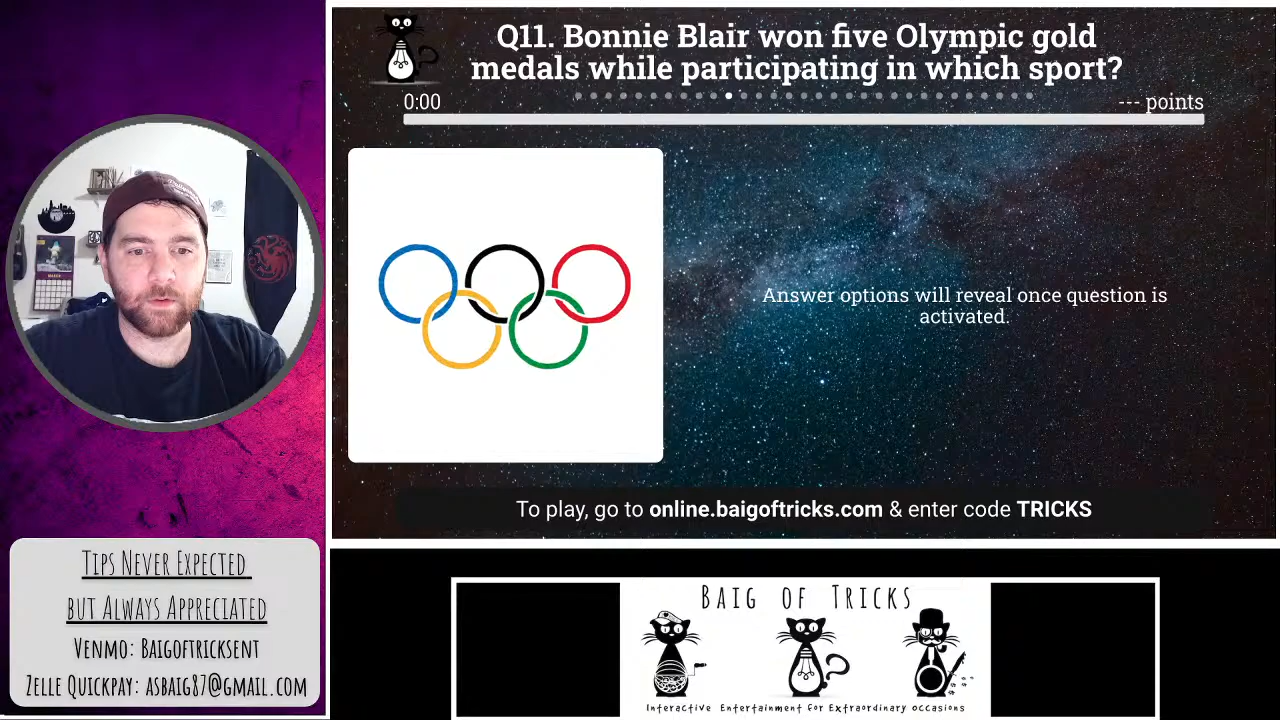 Q11. Bonnie Blair won five Olympic gold
medals while participating in which sport?
0:00
--- points
Answer options will reveal once question is
activated.
To play, go to online.baigoftricks.com & enter code TRICKS
Tips Never Expected
but Always Appreciated
Venmo: Baigoftricksent
Zelle Quickpay: asbaig87@gmail.com
Baig of Tricks
Interactive Entertainment for Extraordinary Occasions